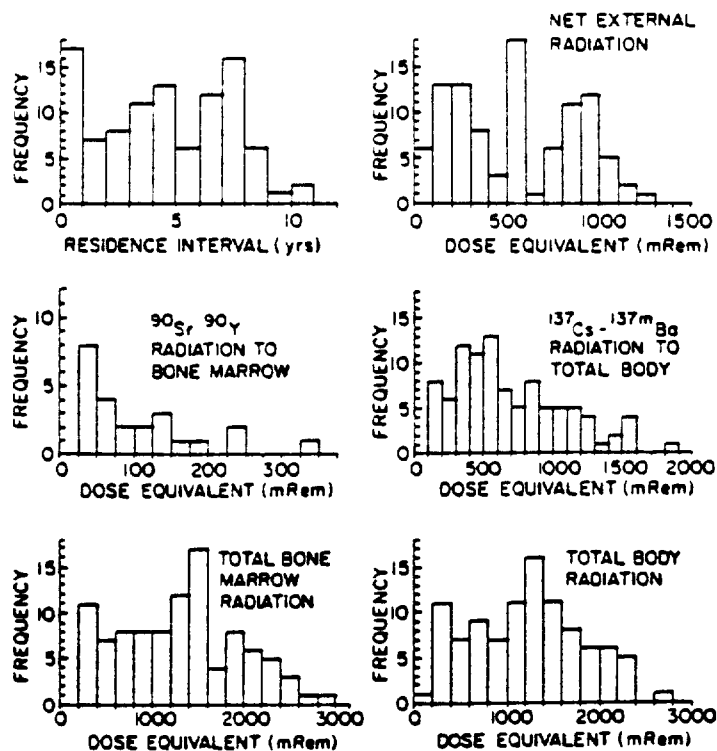 FREQUENCY
15
10
5
0
0 5 10
RESIDENCE INTERVAL (yrs)
NET EXTERNAL
RADIATION
FREQUENCY
15
10
5
0
0 500 1000 1500
DOSE EQUIVALENT (mRem)
90Sr 90Y
RADIATION TO
BONE MARROW
FREQUENCY
10
5
0
0 100 200 300
DOSE EQUIVALENT (mRem)
137Cs-137mBa
RADIATION TO
TOTAL BODY
FREQUENCY
15
10
5
0
0 500 1000 1500 1900
DOSE EQUIVALENT (mRem)
TOTAL BONE
MARROW
RADIATION
FREQUENCY
15
10
5
0
0 1000 2000 3000
DOSE EQUIVALENT (mRem)
TOTAL BODY
RADIATION
FREQUENCY
15
10
5
0
0 1000 2000 3000
DOSE EQUIVALENT (mRem)